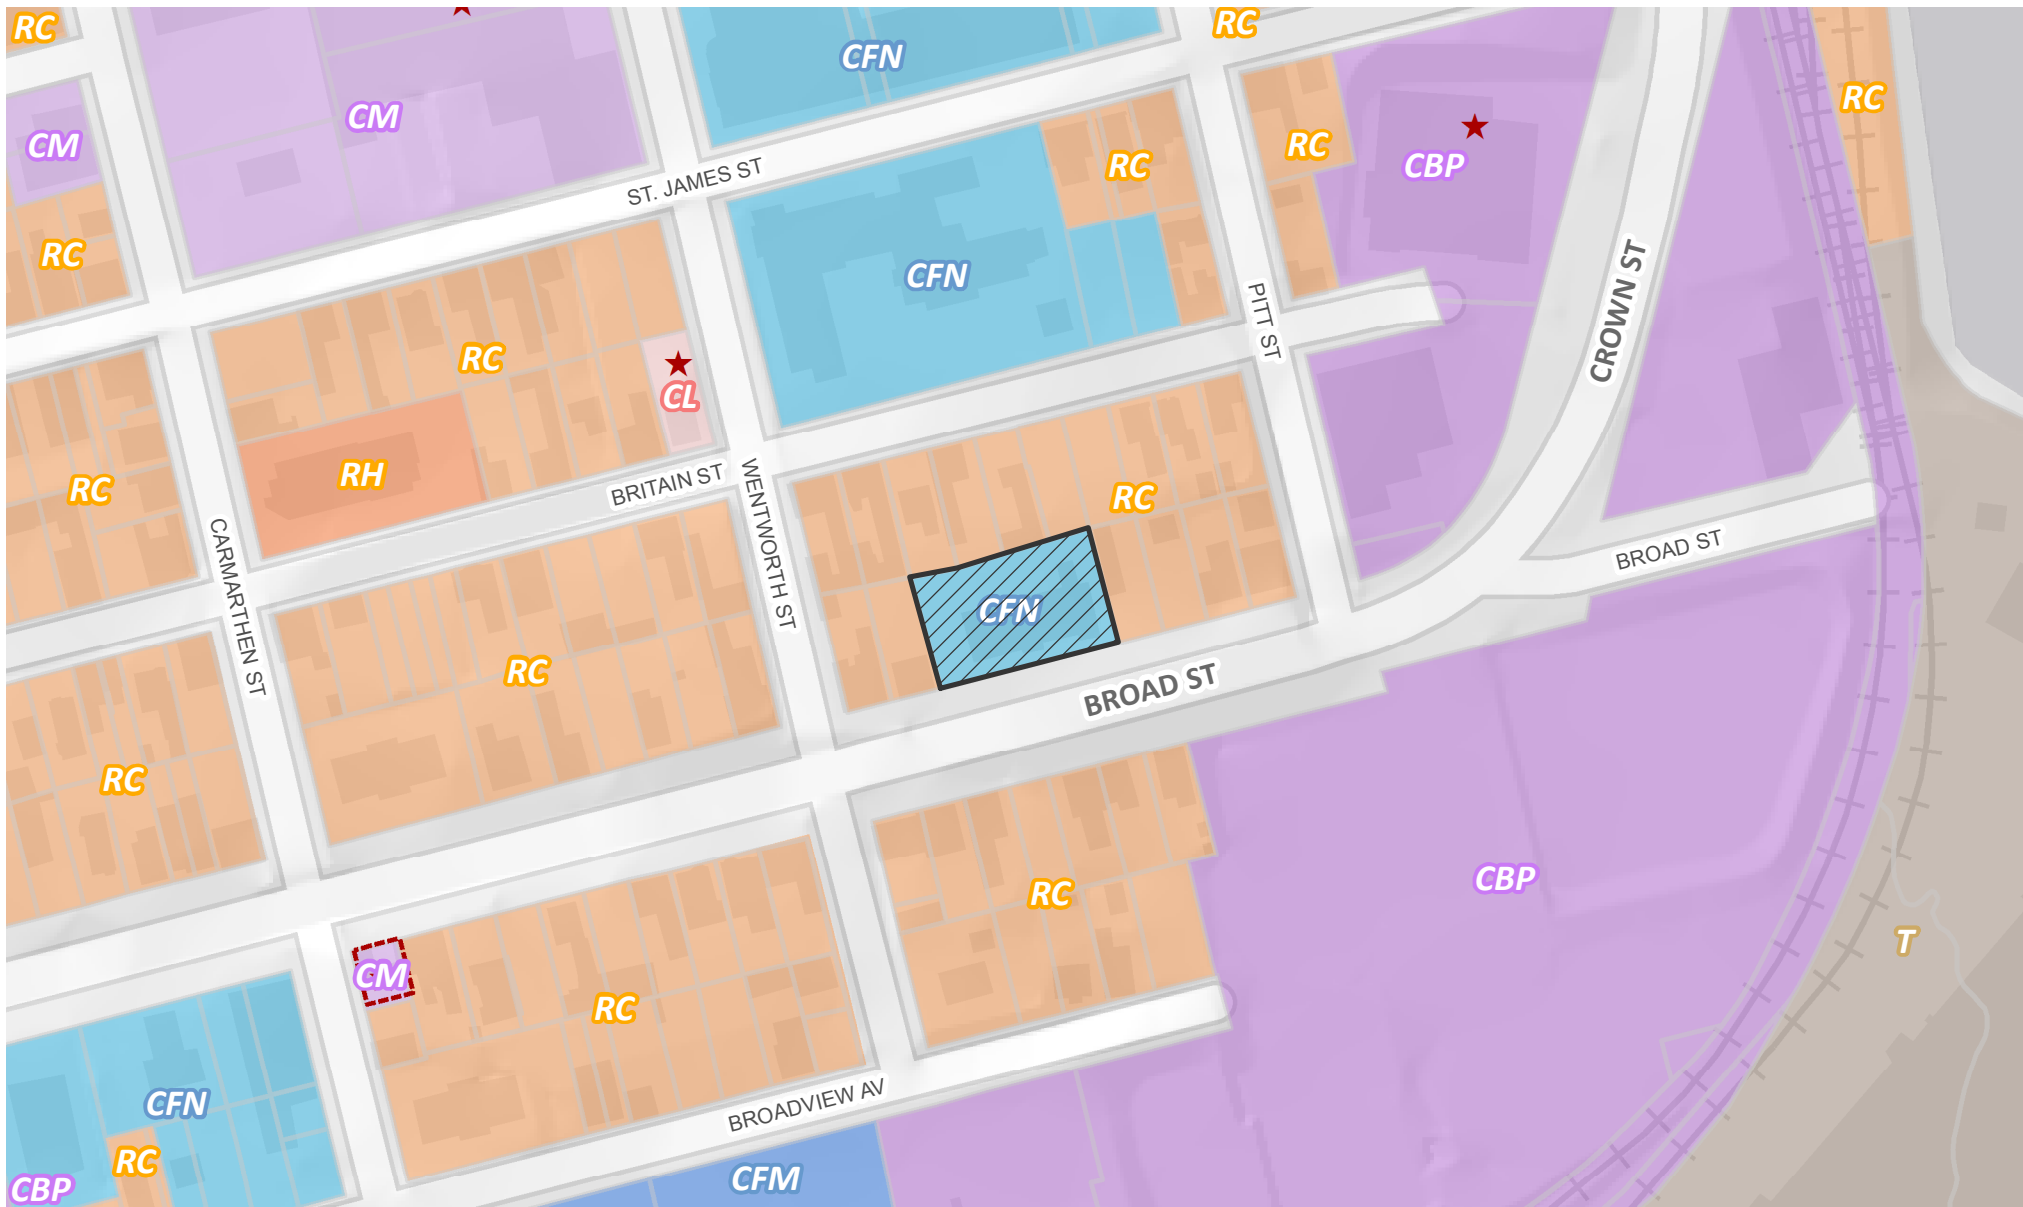 RC
RC
CFN
CM
RC
CM
RC
RC
CBP
ST. JAMES ST
RC
CFN
CROWN ST
PITT ST
RC
CL
RH
RC
BRITAIN ST
WENTWORTH ST
RC
CARMARTHEN ST
BROAD ST
CFN
RC
BROAD ST
RC
CBP
RC
T
CM
RC
CFN
BROADVIEW AV
RC
CFM
CBP